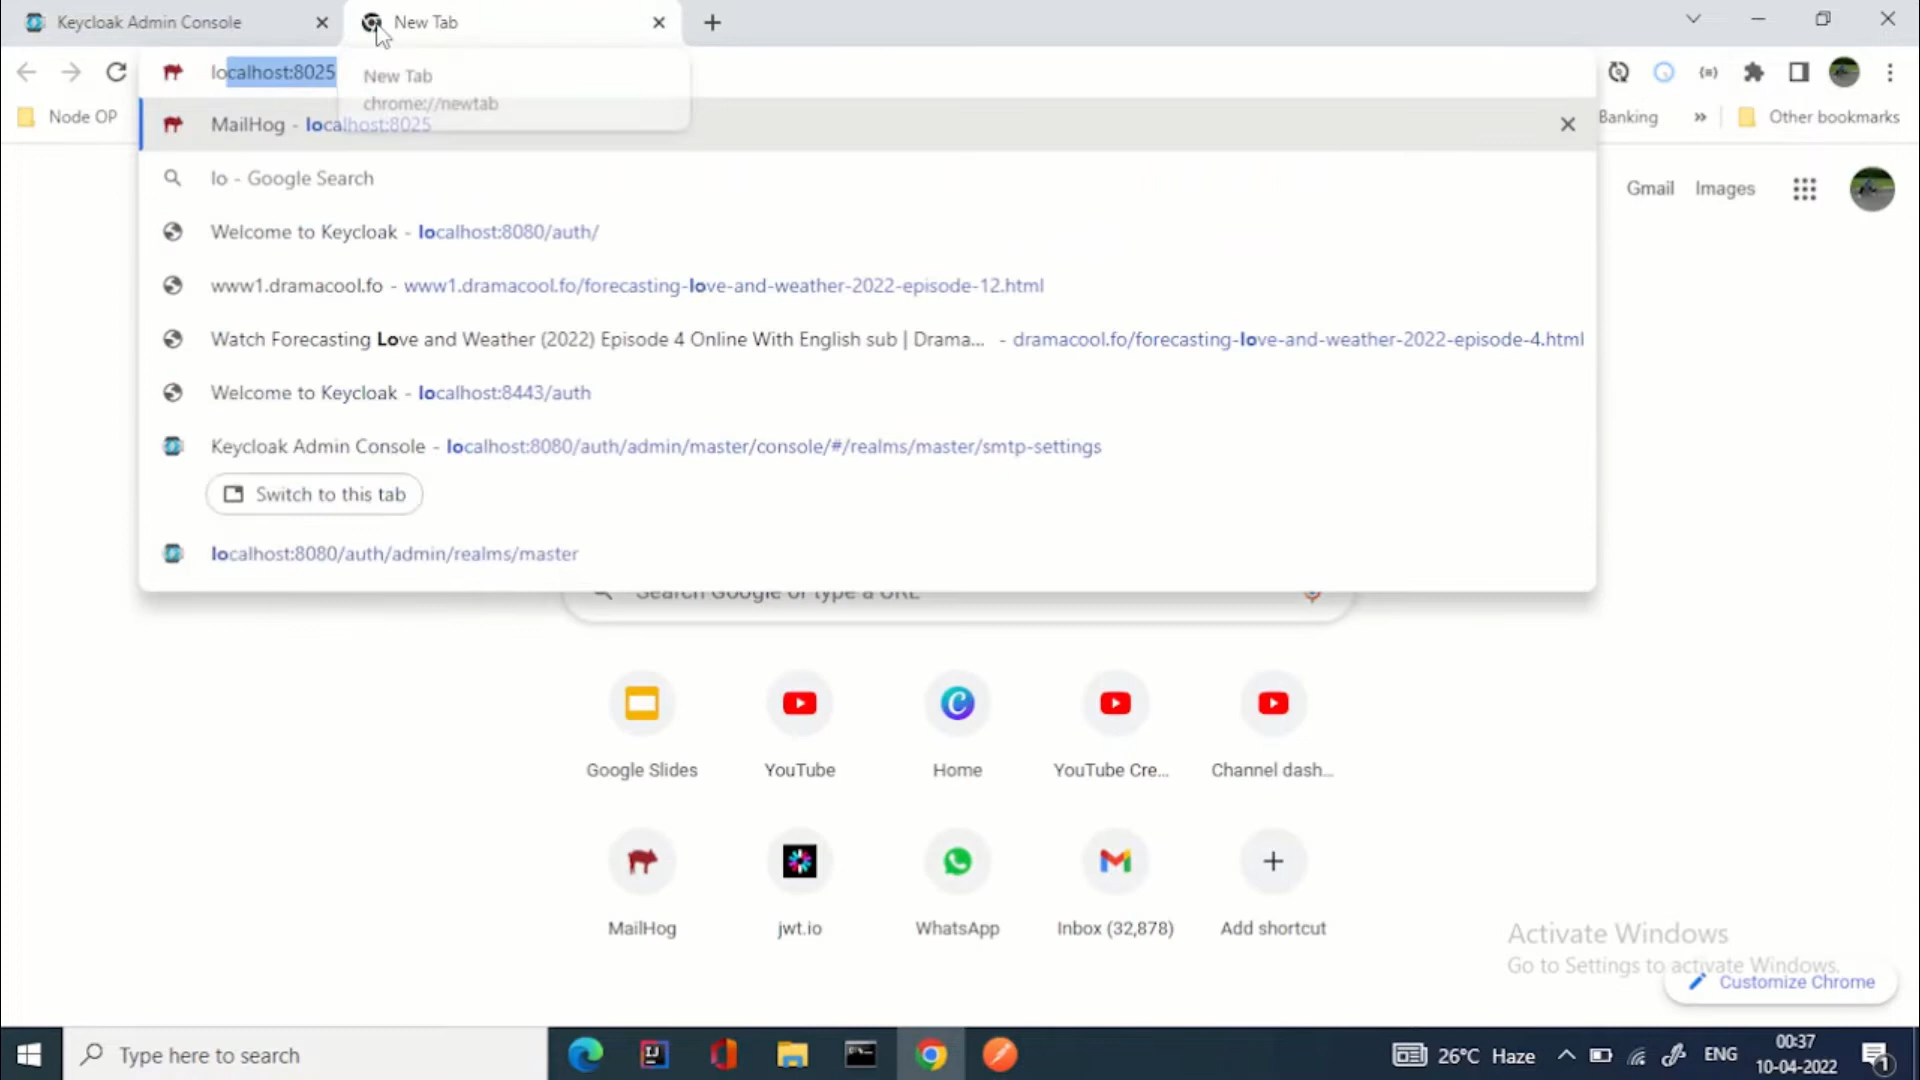 Keycloak Admin Console
New Tab
localhost:8025
New Tab
chrome://newtab
Node OP
Banking
»
Other bookmarks
MailHog - localhost:8025
lo - Google Search
Welcome to Keycloak - localhost:8080/auth/
www1.dramacool.fo - www1.dramacool.fo/forecasting-love-and-weather-2022-episode-12.html
Watch Forecasting Love and Weather (2022) Episode 4 Online With English sub | Drama... - dramacool.fo/forecasting-love-and-weather-2022-episode-4.html
Welcome to Keycloak - localhost:8443/auth
Keycloak Admin Console - localhost:8080/auth/admin/master/console/#/realms/master/smtp-settings
Switch to this tab
localhost:8080/auth/admin/realms/master
Gmail Images
Search Google or type a URL
Google Slides
YouTube
Home
YouTube Cre...
Channel dash...
MailHog
jwt.io
WhatsApp
Inbox (32,878)
Add shortcut
Activate Windows
Go to Settings to activate Windows.
Customize Chrome
Type here to search
26°C Haze
ENG
00:37
10-04-2022
1